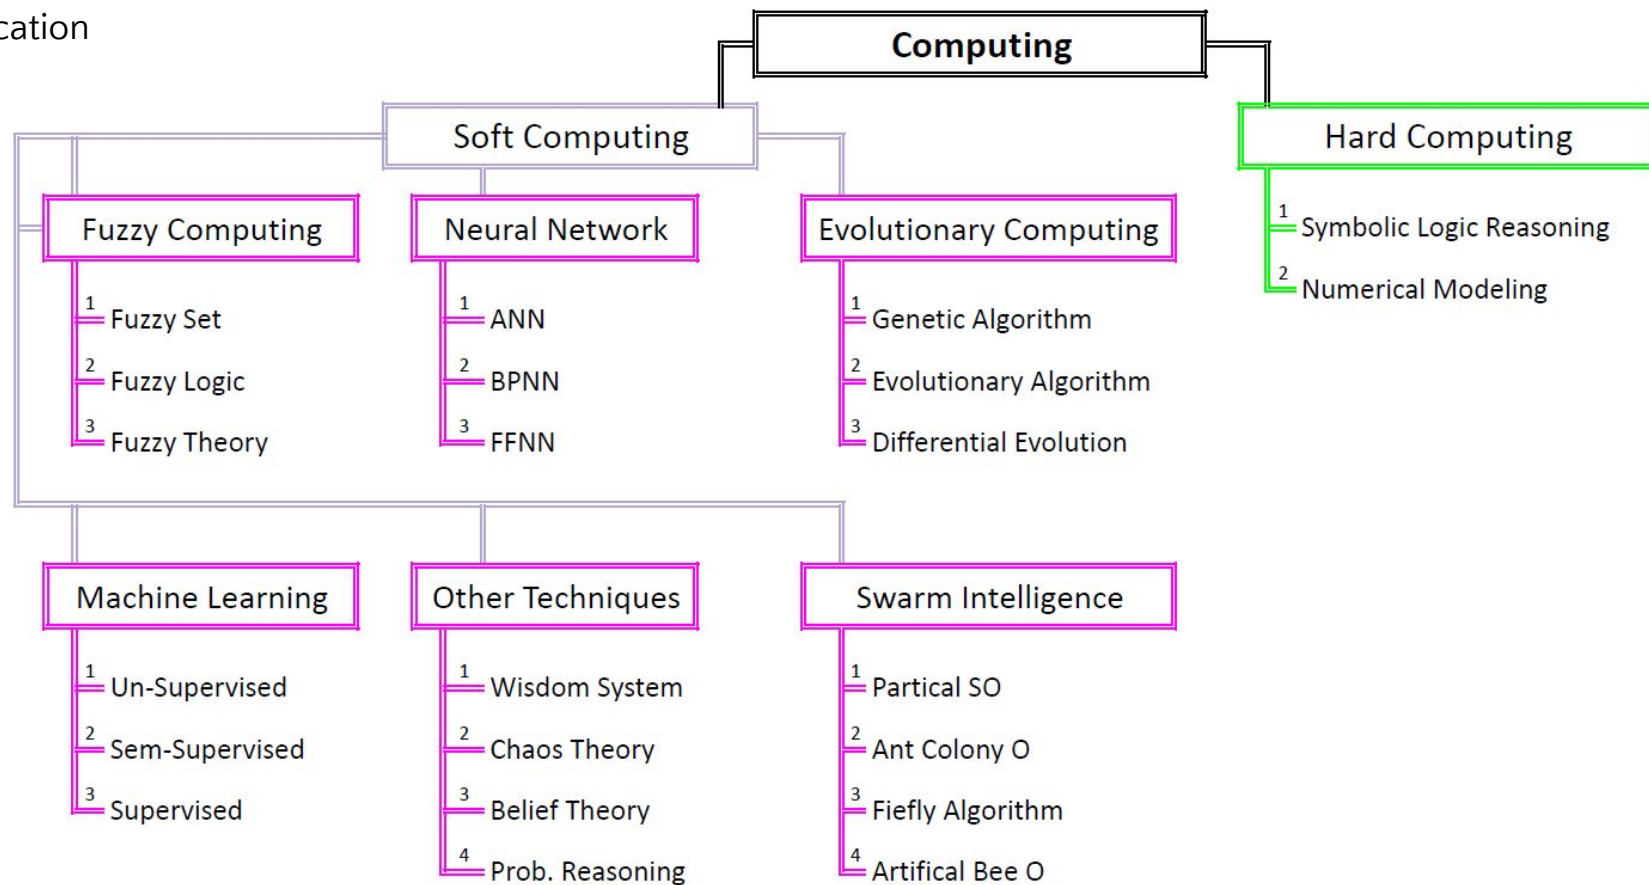 cation
Computing
Soft Computing
Hard Computing
Fuzzy Computing
1 Fuzzy Set
2 Fuzzy Logic
3 Fuzzy Theory
Neural Network
1 ANN
2 BPNN
3 FFNN
Evolutionary Computing
1 Genetic Algorithm
2 Evolutionary Algorithm
3 Differential Evolution
1 Symbolic Logic Reasoning
2 Numerical Modeling
Machine Learning
1 Un-Supervised
2 Sem-Supervised
3 Supervised
Other Techniques
1 Wisdom System
2 Chaos Theory
3 Belief Theory
4 Prob. Reasoning
Swarm Intelligence
1 Partical SO
2 Ant Colony O
3 Fiefly Algorithm
4 Artifical Bee O